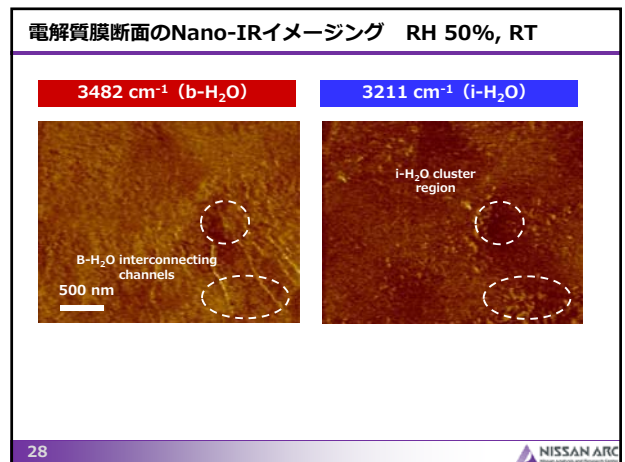 電解質膜断面のNano-IRイメージング RH 50%, RT
3482 cm-1（b-H2O）
3211 cm-1（i-H2O）
B-H2O interconnecting
channels
500 nm
i-H2O cluster
region
28
NISSAN ARC